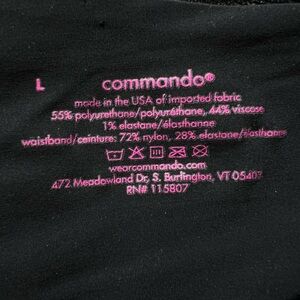 L
commando®
made in the USA of imported fabric
55% polyurethane/polyuréthane, 44% viscose
1% elastane/élasthanne
waistband/ceinture: 72% nylon, 28% elastane/élasthanne
wearcommando.com
472 Meadowland Dr, S. Burlington, VT 05403
RN# 115807